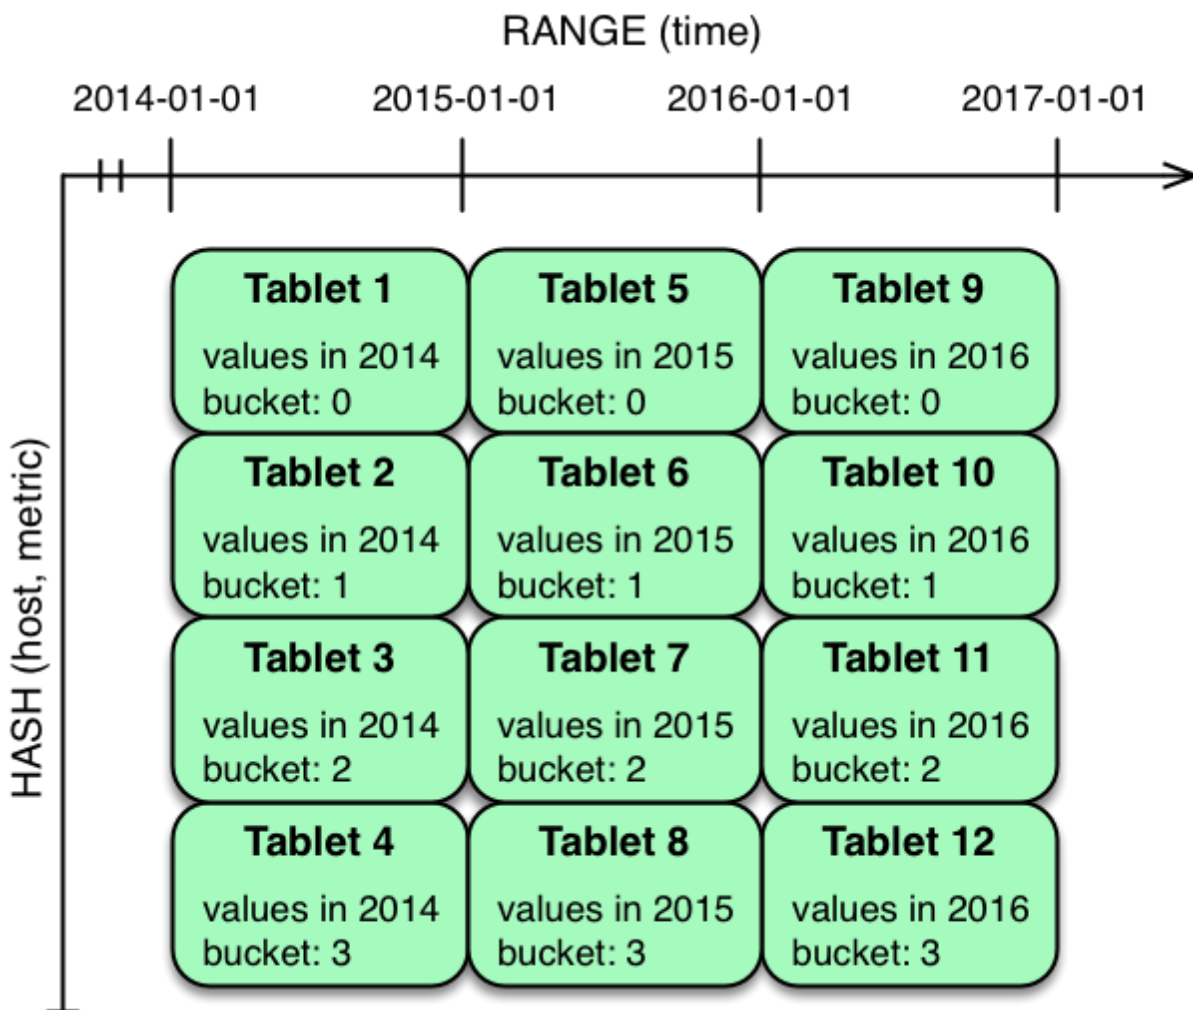 RANGE (time)
2014-01-01 2015-01-01 2016-01-01 2017-01-01
HASH (host, metric)
Tablet 1
values in 2014
bucket: 0
Tablet 5
values in 2015
bucket: 0
Tablet 9
values in 2016
bucket: 0
Tablet 2
values in 2014
bucket: 1
Tablet 6
values in 2015
bucket: 1
Tablet 10
values in 2016
bucket: 1
Tablet 3
values in 2014
bucket: 2
Tablet 7
values in 2015
bucket: 2
Tablet 11
values in 2016
bucket: 2
Tablet 4
values in 2014
bucket: 3
Tablet 8
values in 2015
bucket: 3
Tablet 12
values in 2016
bucket: 3